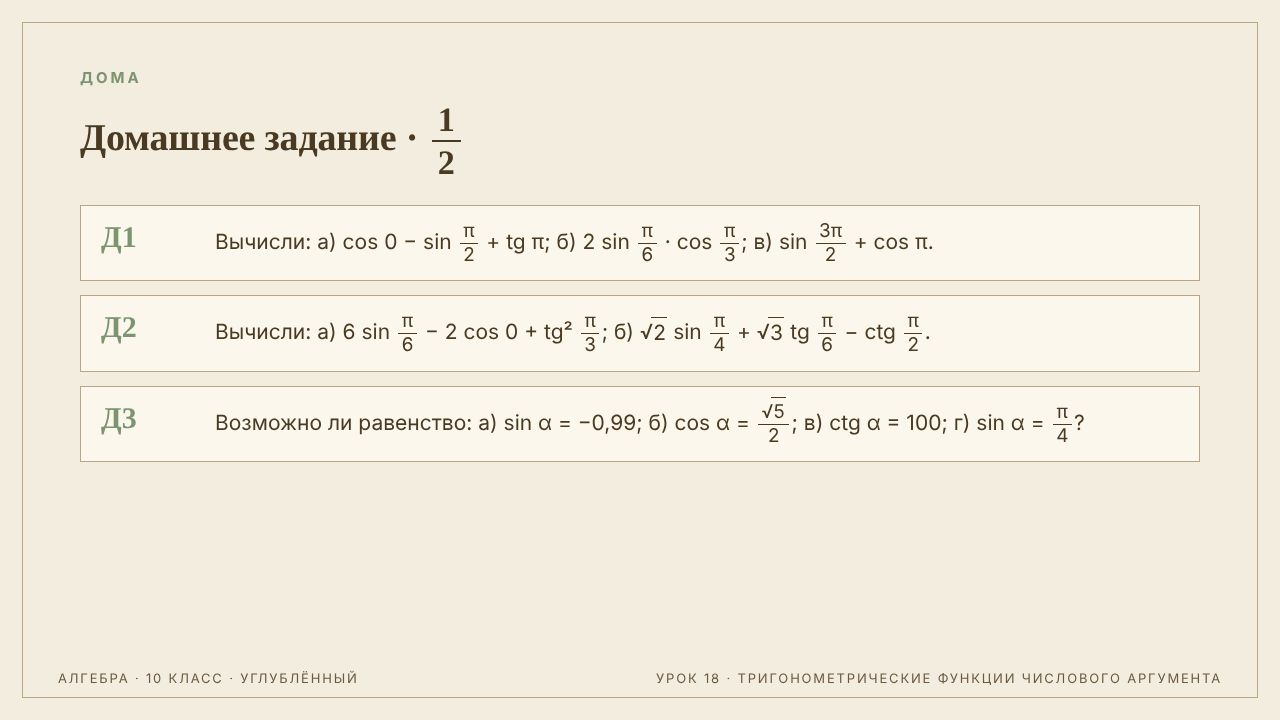 ДОМА
Домашнее задание · 1/2
Д1 Вычисли: а) cos 0 − sin π/2 + tg π; б) 2 sin π/6 · cos π/3; в) sin 3π/2 + cos π.
Д2 Вычисли: а) 6 sin π/6 − 2 cos 0 + tg² π/3; б) √2 sin π/4 + √3 tg π/6 − ctg π/2.
Д3 Возможно ли равенство: а) sin α = −0,99; б) cos α = √5/2; в) ctg α = 100; г) sin α = π/4?
АЛГЕБРА · 10 КЛАСС · УГЛУБЛЁННЫЙ
УРОК 18 · ТРИГОНОМЕТРИЧЕСКИЕ ФУНКЦИИ ЧИСЛОВОГО АРГУМЕНТА